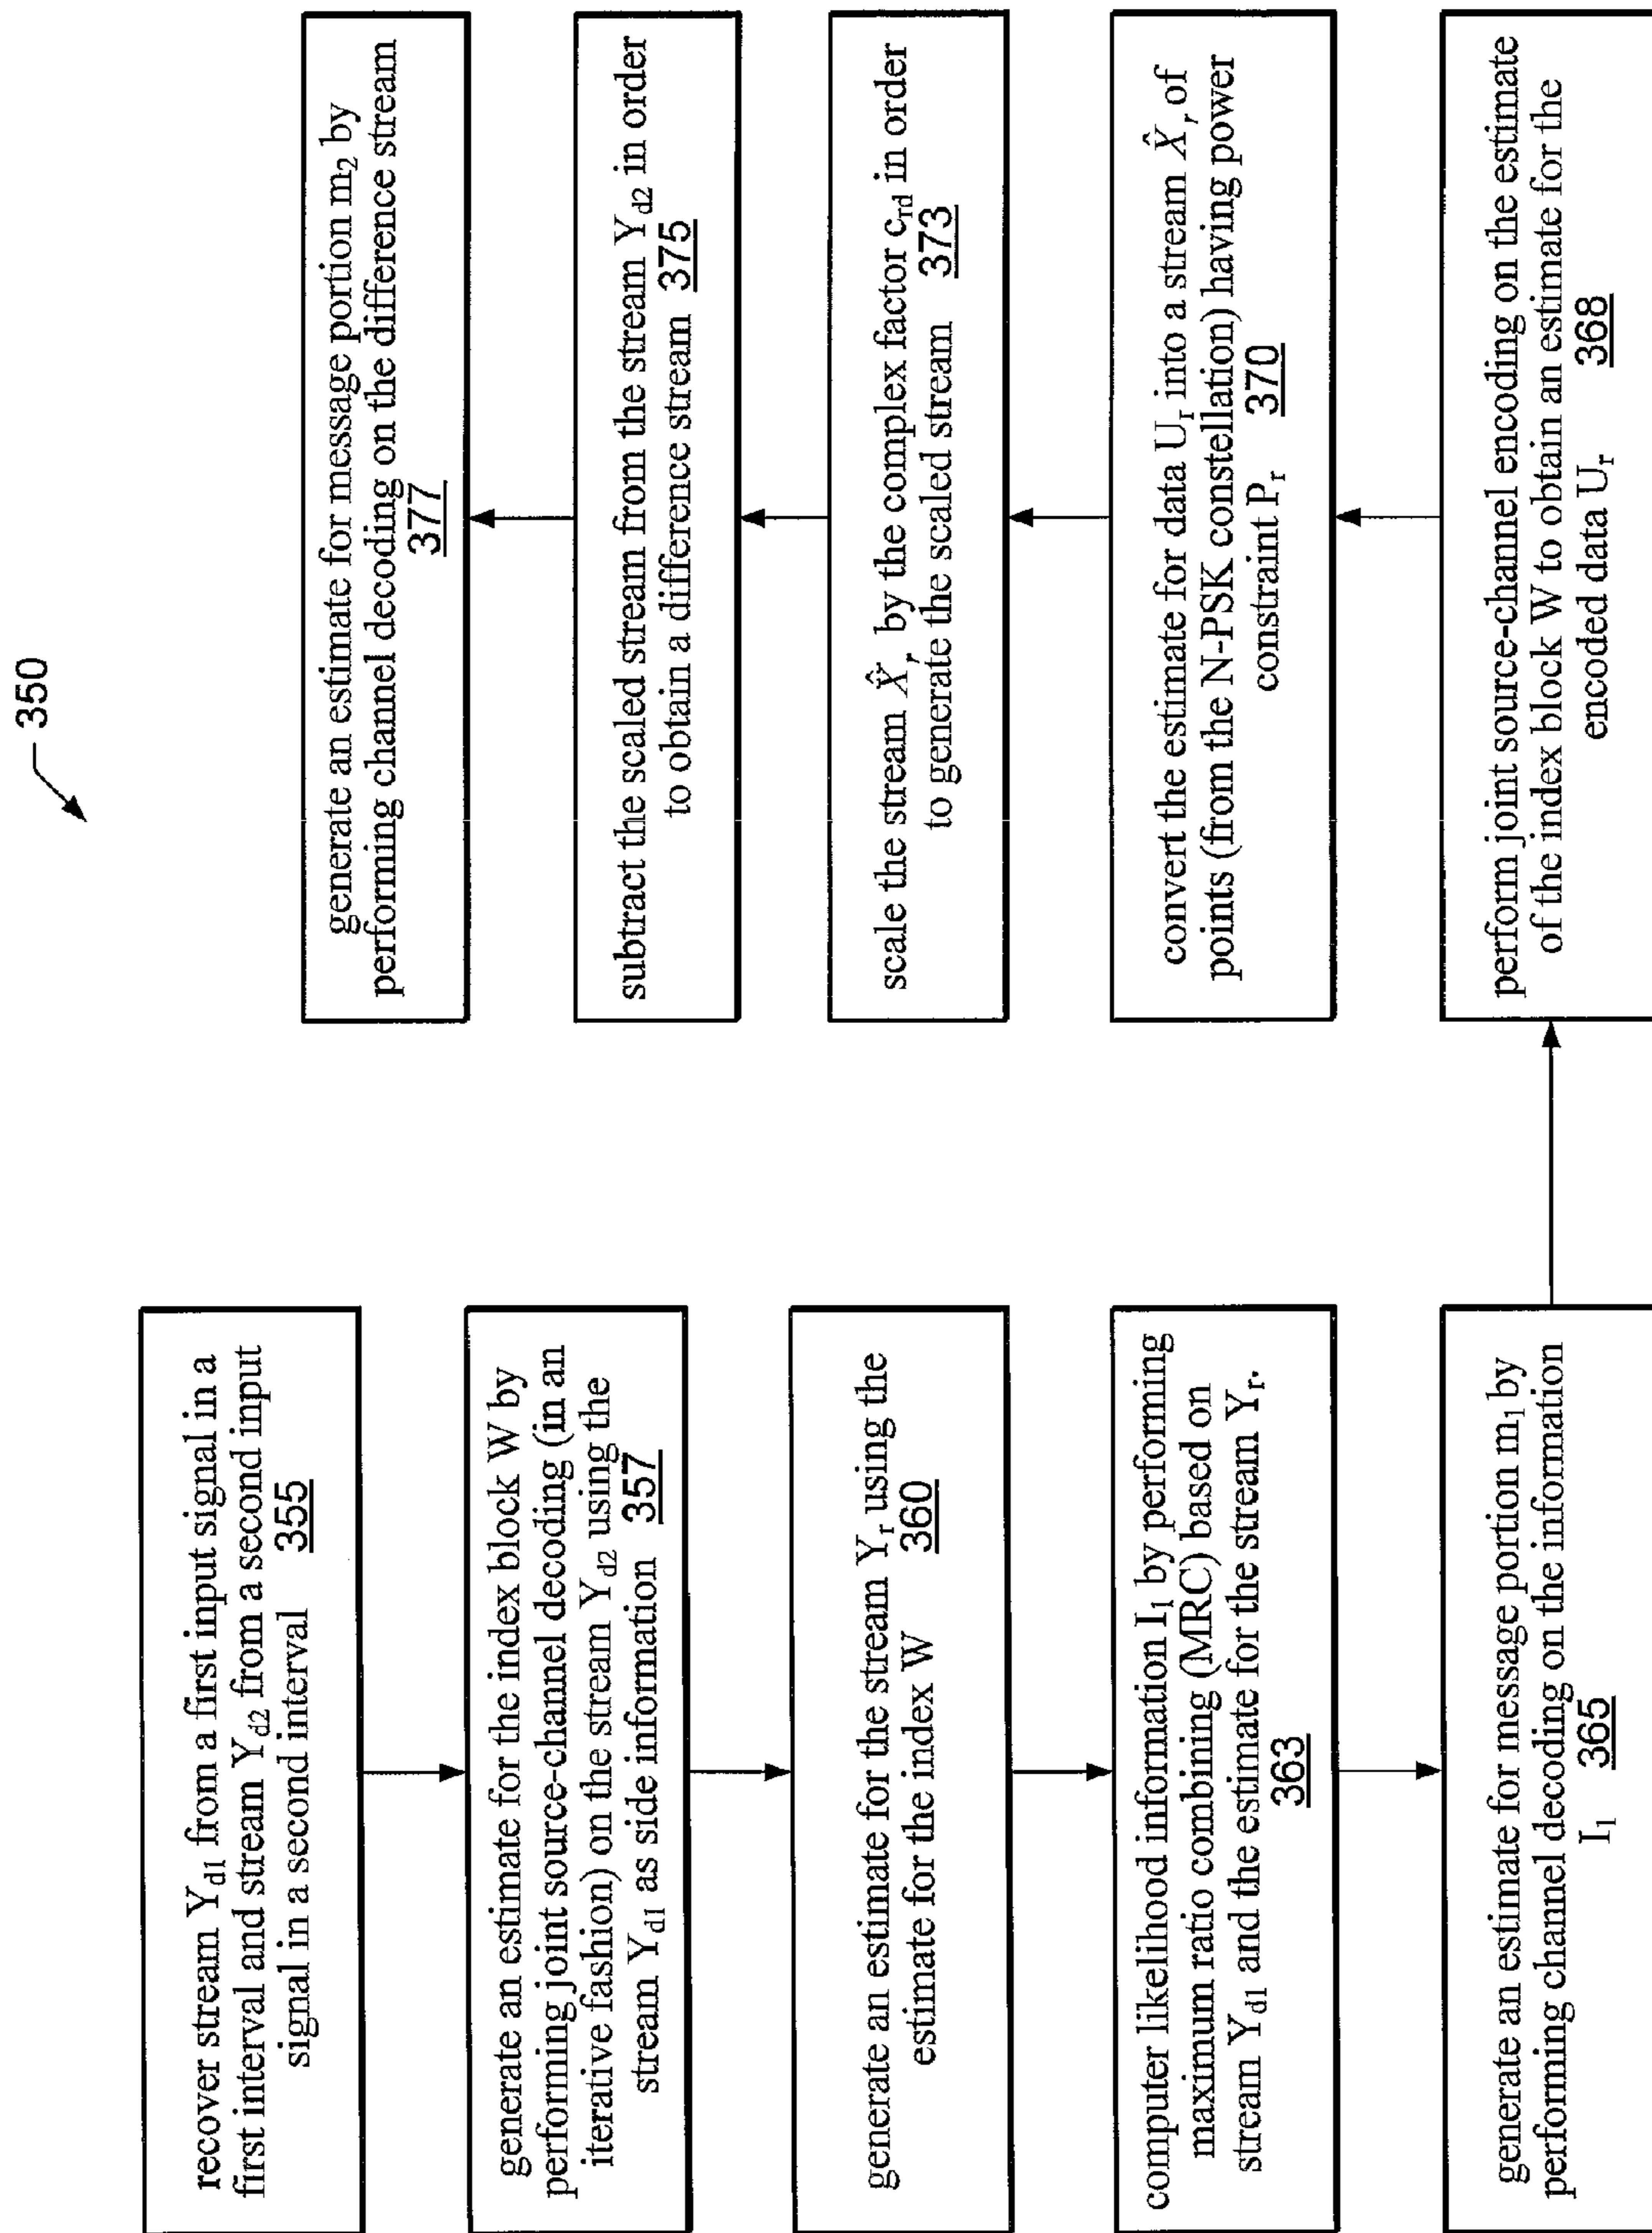 350
recover stream Y_d1 from a first input signal in a
first interval and stream Y_d2 from a second input
signal in a second interval 355
generate an estimate for the index block W by
performing joint source-channel decoding (in an
iterative fashion) on the stream Y_d2 using the
stream Y_d1 as side information 357
generate an estimate for the stream Y_r using the
estimate for the index W 360
computer likelihood information I_1 by performing
maximum ratio combining (MRC) based on
stream Y_d1 and the estimate for the stream Y_r.
363
generate an estimate for message portion m_1 by
performing channel decoding on the information
I_1 365
perform joint source-channel encoding on the estimate
of the index block W to obtain an estimate for the
encoded data U_r 368
convert the estimate for data U_r into a stream X̂_r of
points (from the N-PSK constellation) having power
constraint P_r 370
scale the stream X̂_r by the complex factor c_rd in order
to generate the scaled stream 373
subtract the scaled stream from the stream Y_d2 in order
to obtain a difference stream 375
generate an estimate for message portion m_2 by
performing channel decoding on the difference stream
377